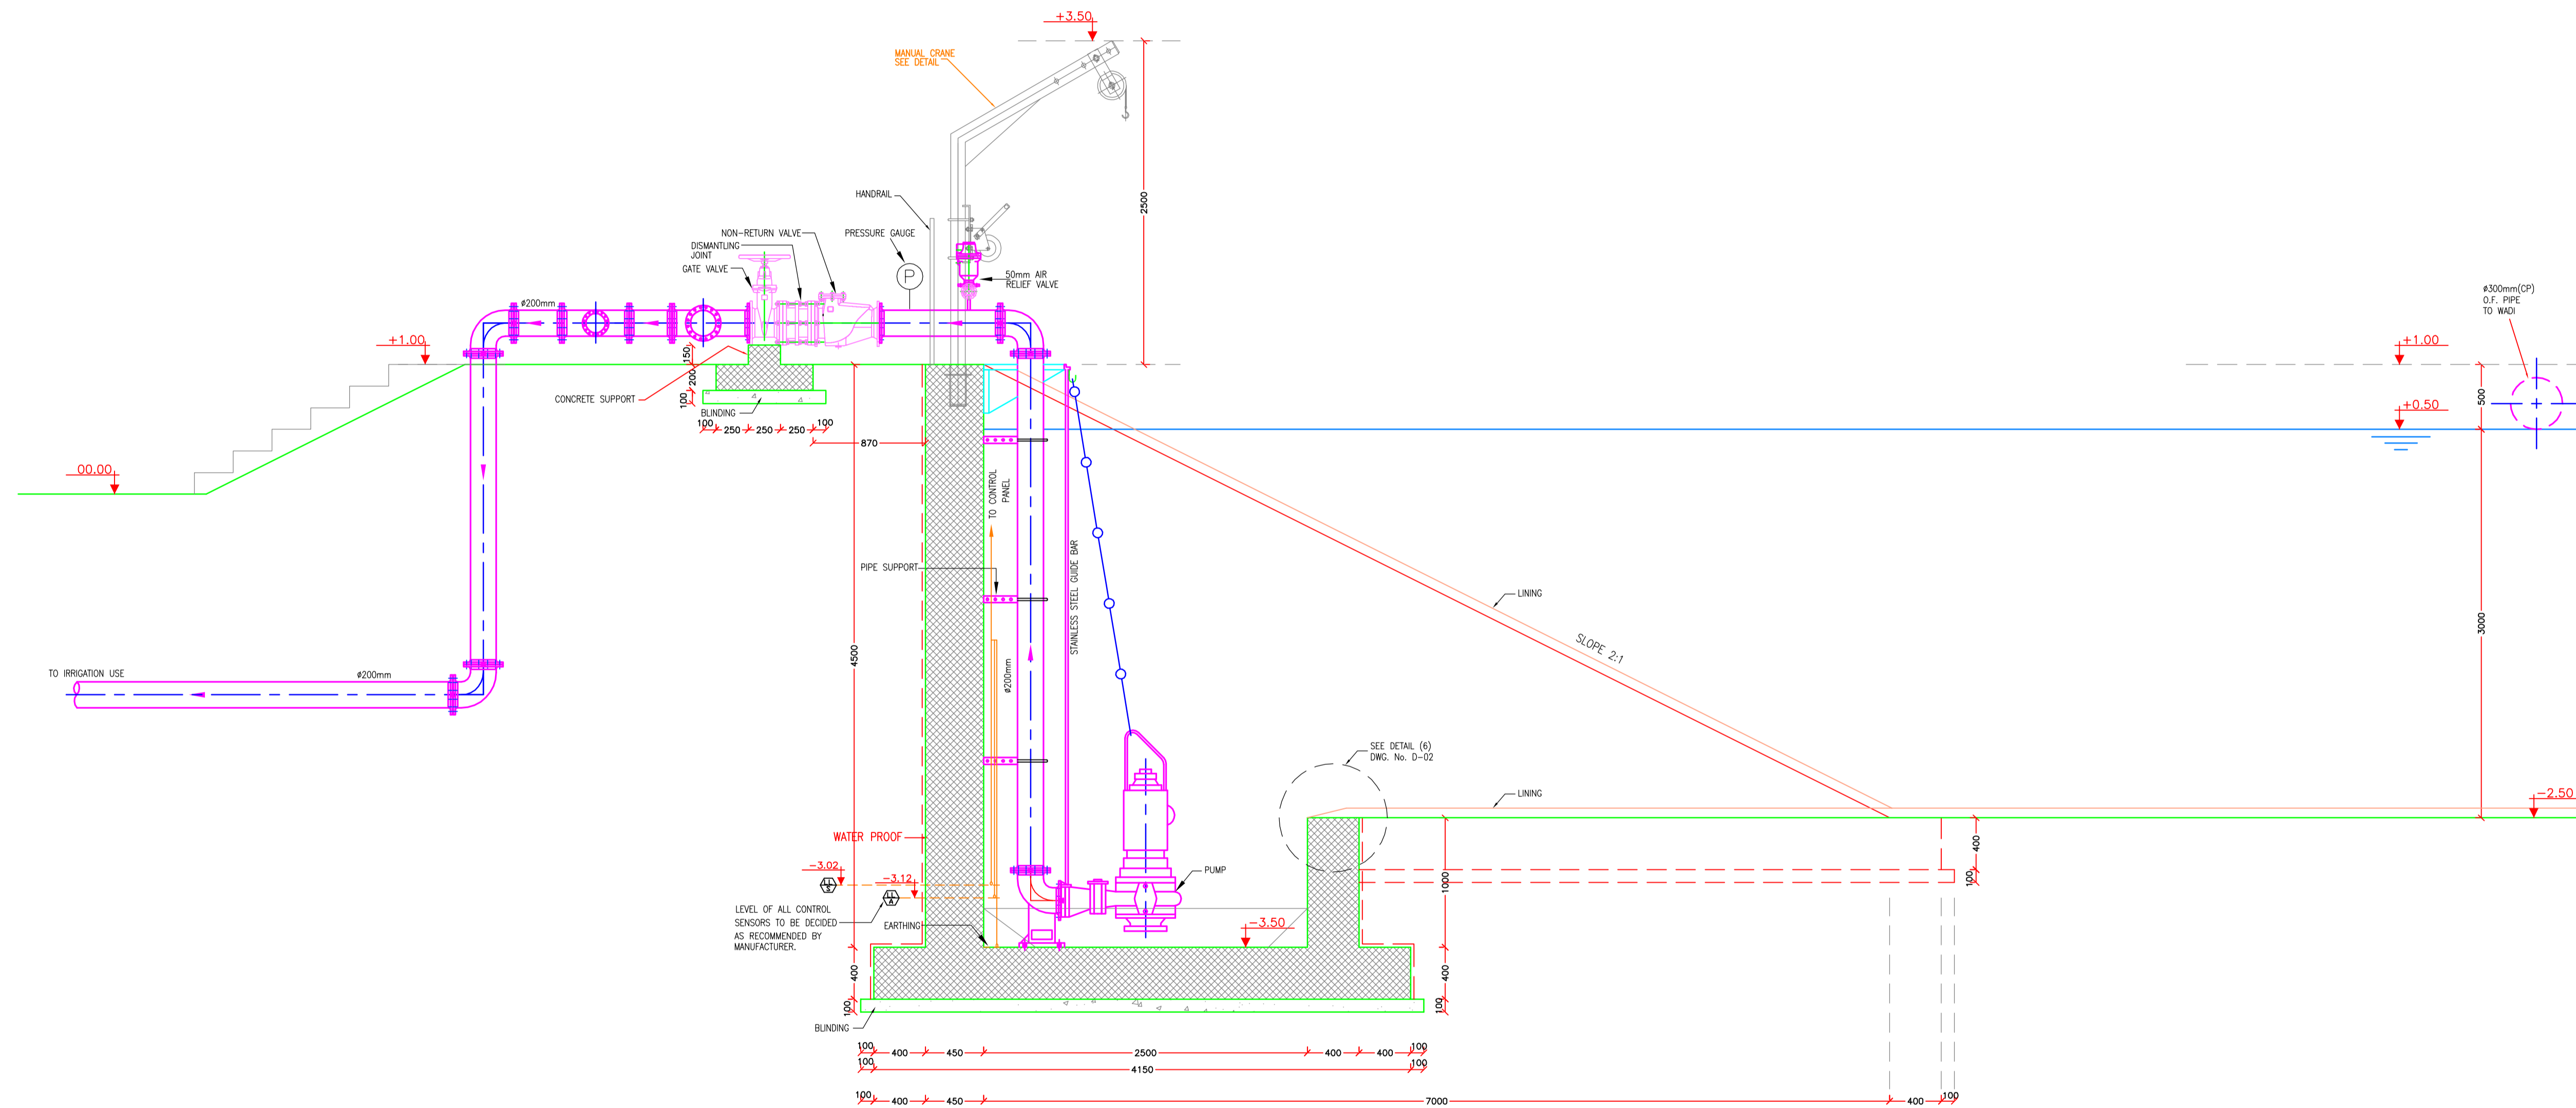 +3.50
MANUAL CRANE
SEE DETAIL
2500
HANDRAIL
NON-RETURN VALVE
PRESSURE GAUGE
DISMANTLING
JOINT
GATE VALVE
P
50mm AIR
RELIEF VALVE
ø200mm
ø300mm(CP)
O.F. PIPE
TO WADI
+1.00
+1.00
150
200
100
500
+0.50
CONCRETE SUPPORT
BLINDING
100
250
250
250
100
870
00.00
TO CONTROL
PANEL
STAINLESS STEEL GUIDE BAR
PIPE SUPPORT
LINING
SLOPE 2:1
3000
4500
ø200mm
TO IRRIGATION USE
ø200mm
SEE DETAIL (6)
DWG. No. D-02
LINING
-2.50
WATER PROOF
-3.02
-3.12
PUMP
1000
400
100
LEVEL OF ALL CONTROL
SENSORS TO BE DECIDED
AS RECOMMENDED BY
MANUFACTURER.
EARTHING
-3.50
400
100
400
100
BLINDING
100
400
450
2500
400
400
100
100
4150
100
100
400
450
7000
400
100